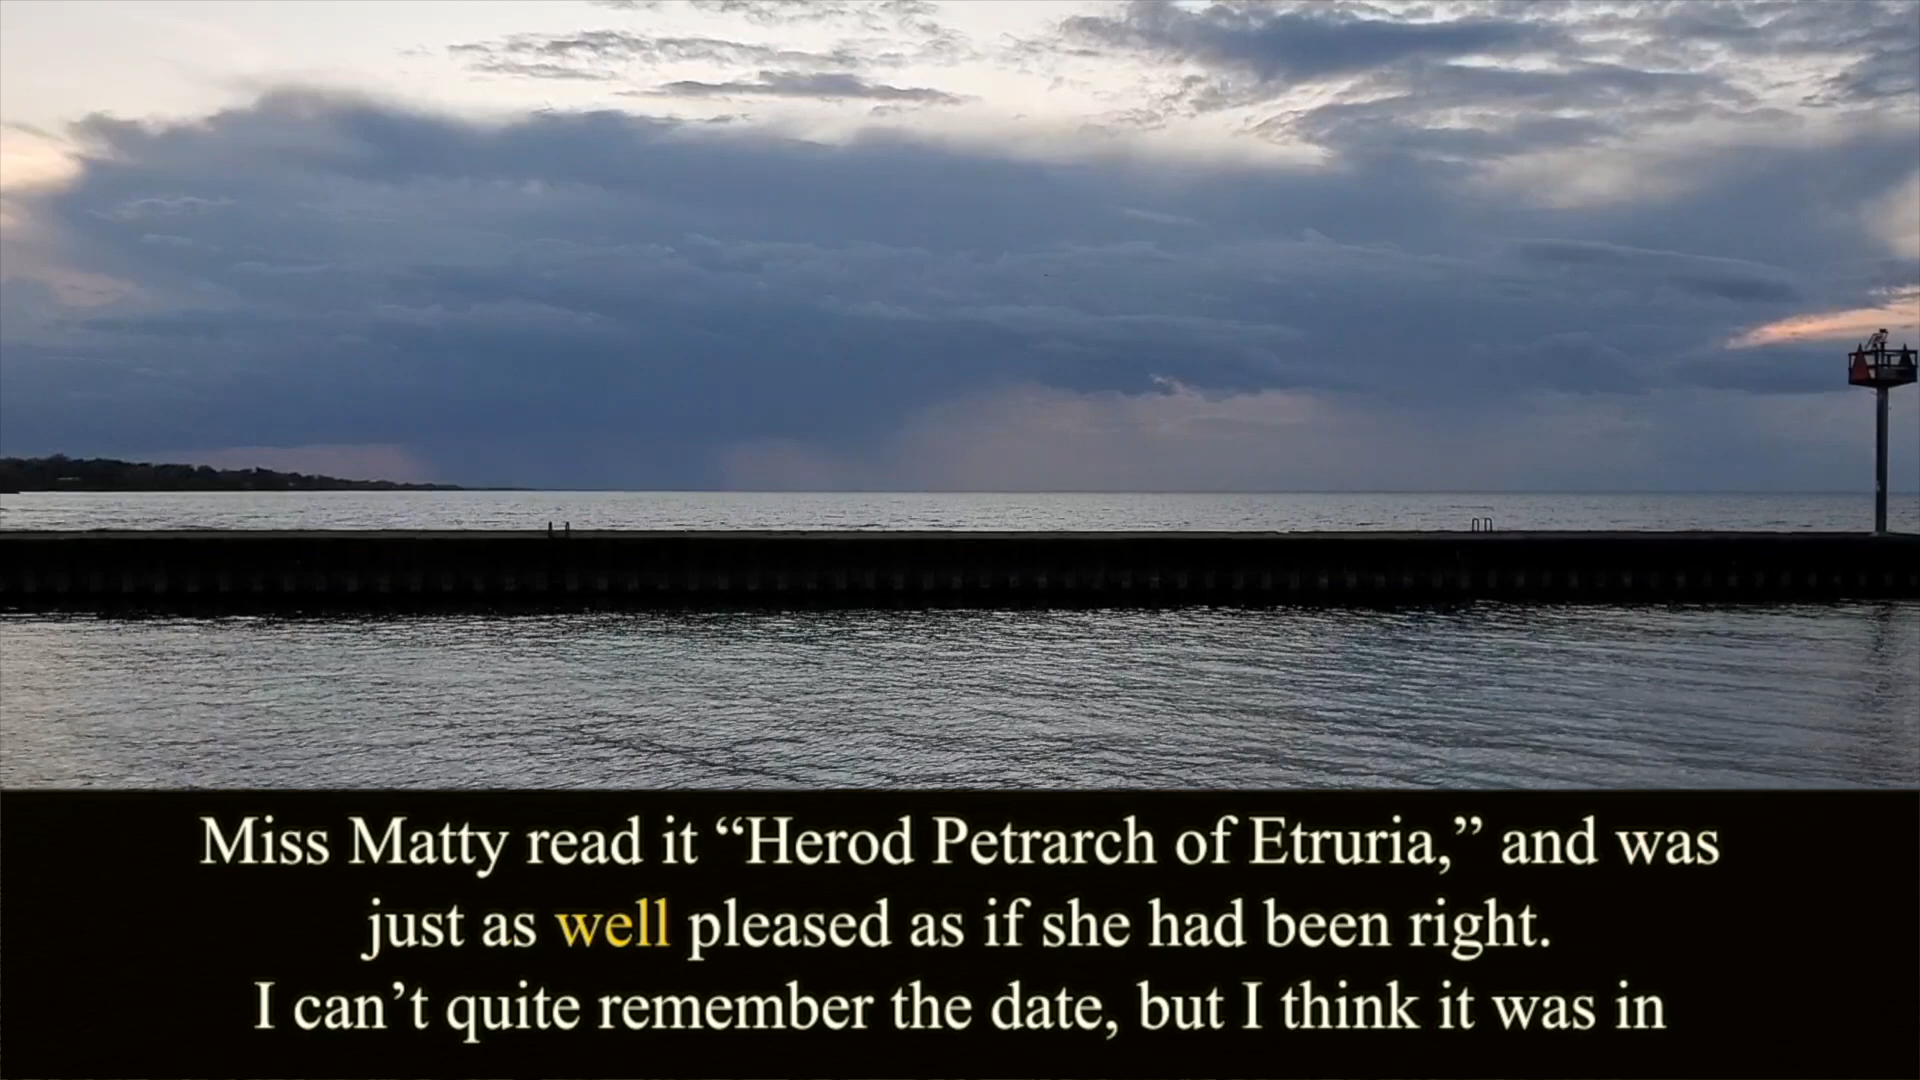 Miss Matty read it “Herod Petrarch of Etruria,” and was
just as well pleased as if she had been right.
I can’t quite remember the date, but I think it was in